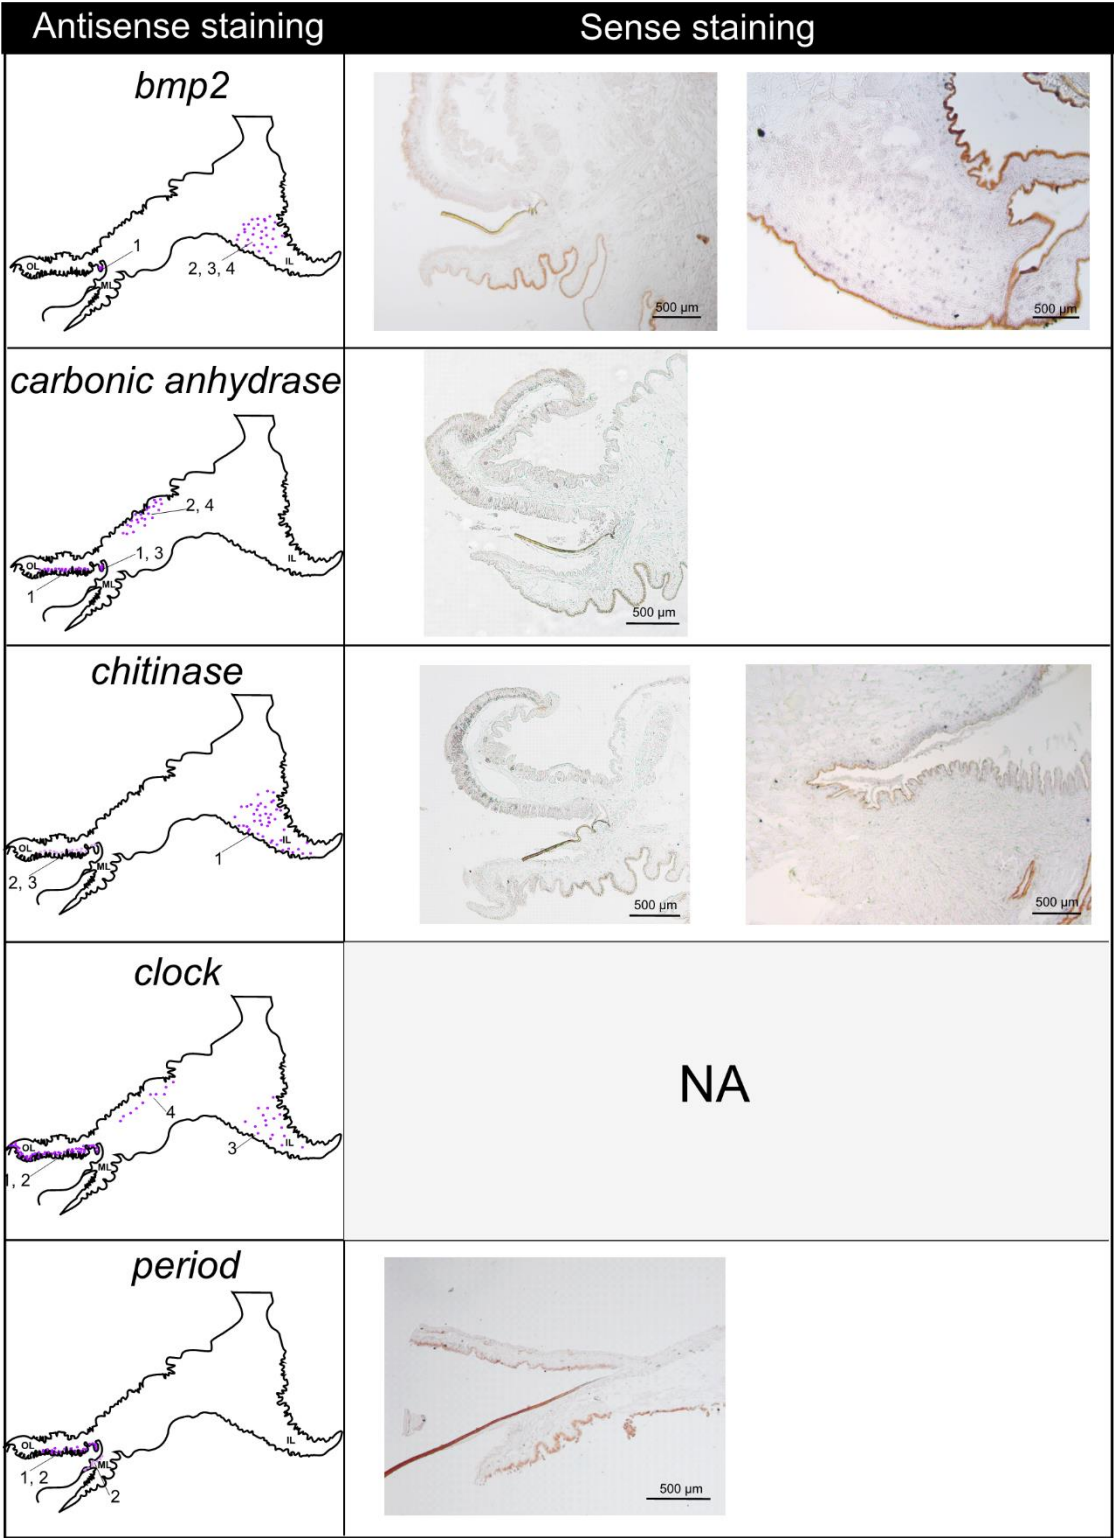 Antisense staining
Sense staining
bmp2
OL
1
ML
2, 3, 4
IL
500 µm
500 µm
carbonic anhydrase
2, 4
OL
1, 3
1
ML
IL
500 µm
chitinase
OL
2, 3
ML
1
IL
500 µm
500 µm
clock
4
OL
1, 2
ML
3
IL
NA
period
OL
1, 2
ML
2
IL
500 µm